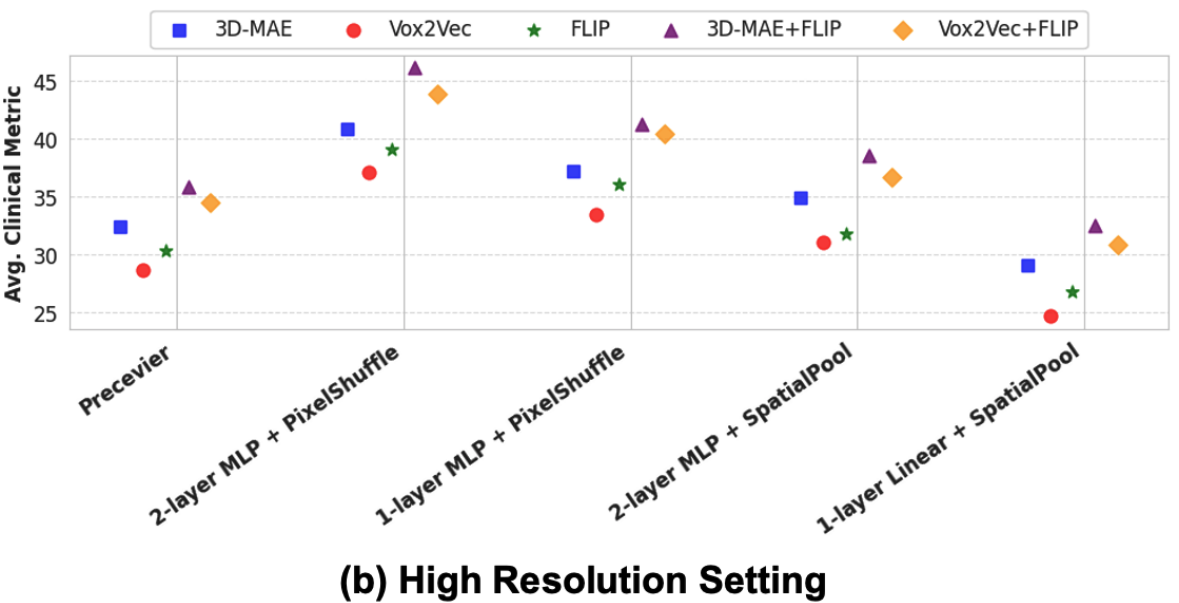 3D-MAE Vox2Vec FLIP 3D-MAE+FLIP Vox2Vec+FLIP
Avg. Clinical Metric
45
40
35
30
25
Precevier
2-layer MLP + PixelShuffle
1-layer MLP + PixelShuffle
2-layer MLP + SpatialPool
1-layer Linear + SpatialPool
(b) High Resolution Setting